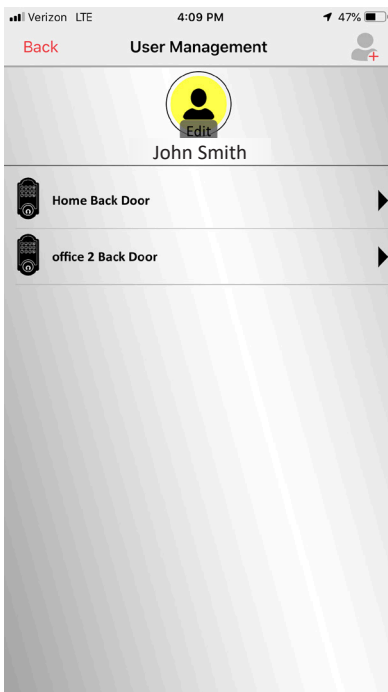 Verizon LTE 4:09 PM 47%
Back User Management
Edit
John Smith
Home Back Door
office 2 Back Door